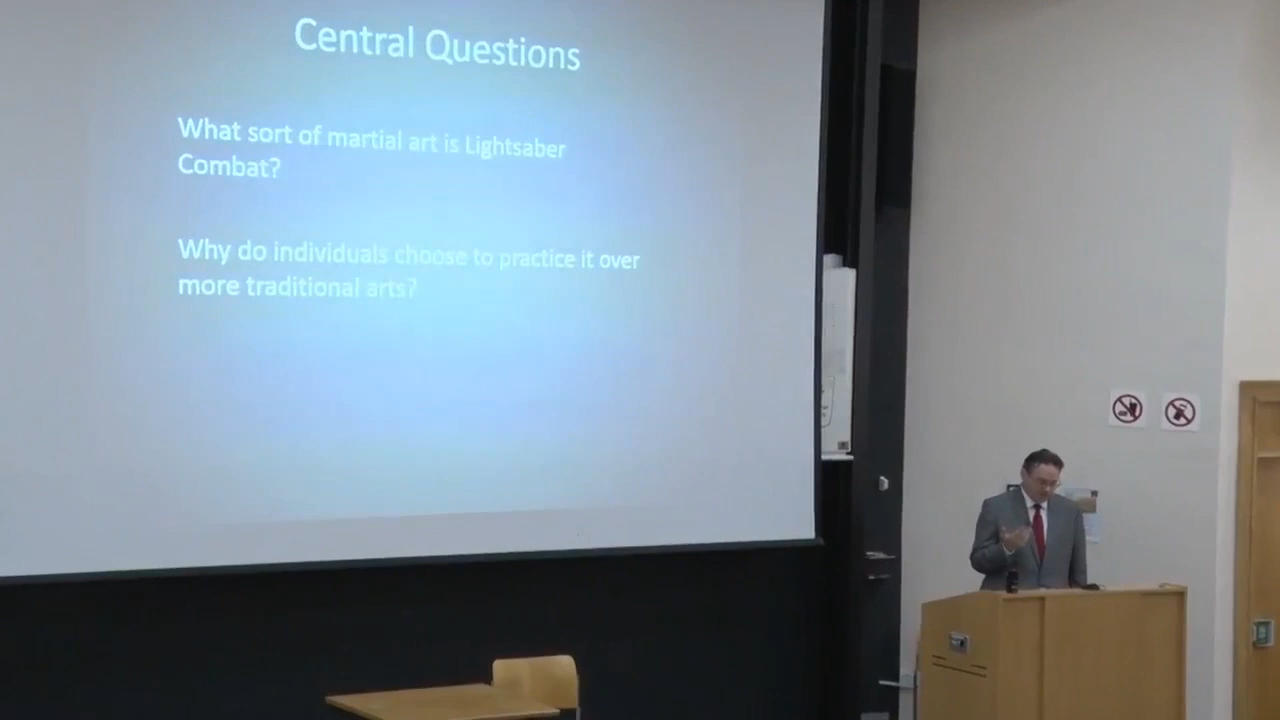 Central Questions
What sort of martial art is Lightsaber
Combat?
Why do individuals choose to practice it over
more traditional arts?